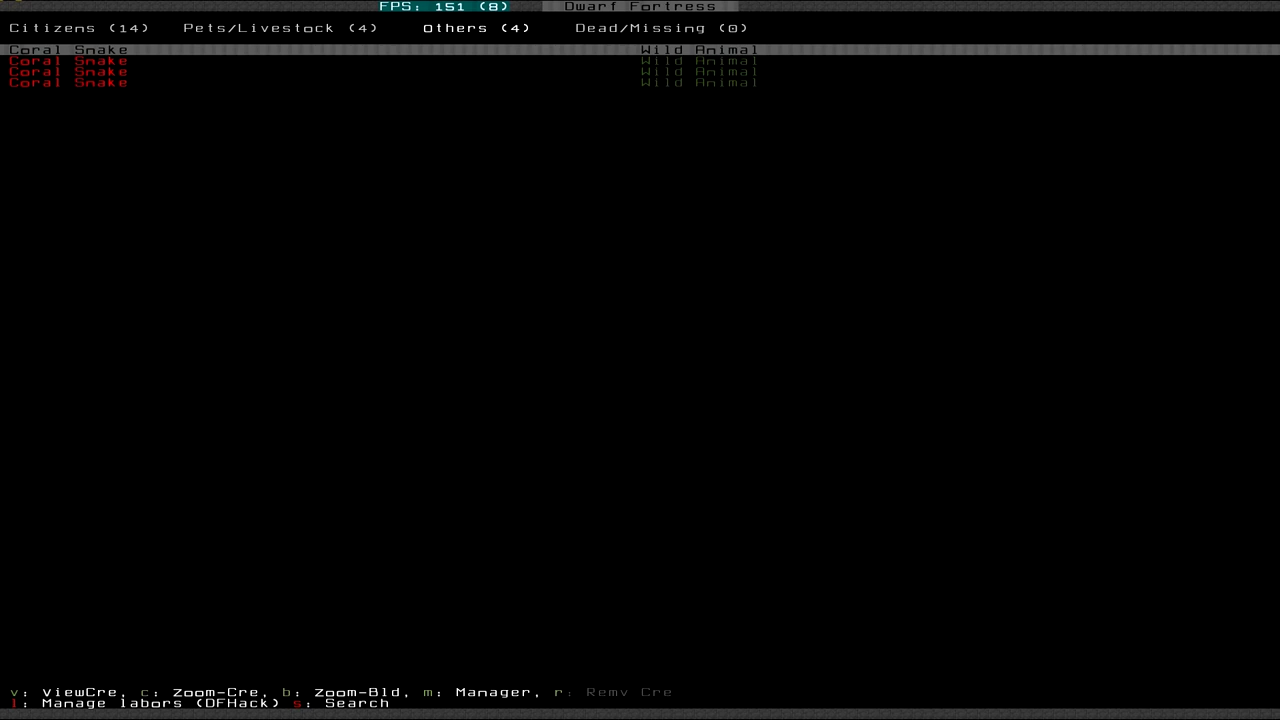 FPS: 151 (8) Dwarf Fortress
Citizens (14) Pets/Livestock (4) Others (4) Dead/Missing (0)
Coral Snake Wild Animal
Coral Snake Wild Animal
Coral Snake Wild Animal
Coral Snake Wild Animal
v: ViewCre, c: Zoom-Cre, b: Zoom-Bld, m: Manager, r: Remv Cre
l: Manage labors (DFHack) s: Search